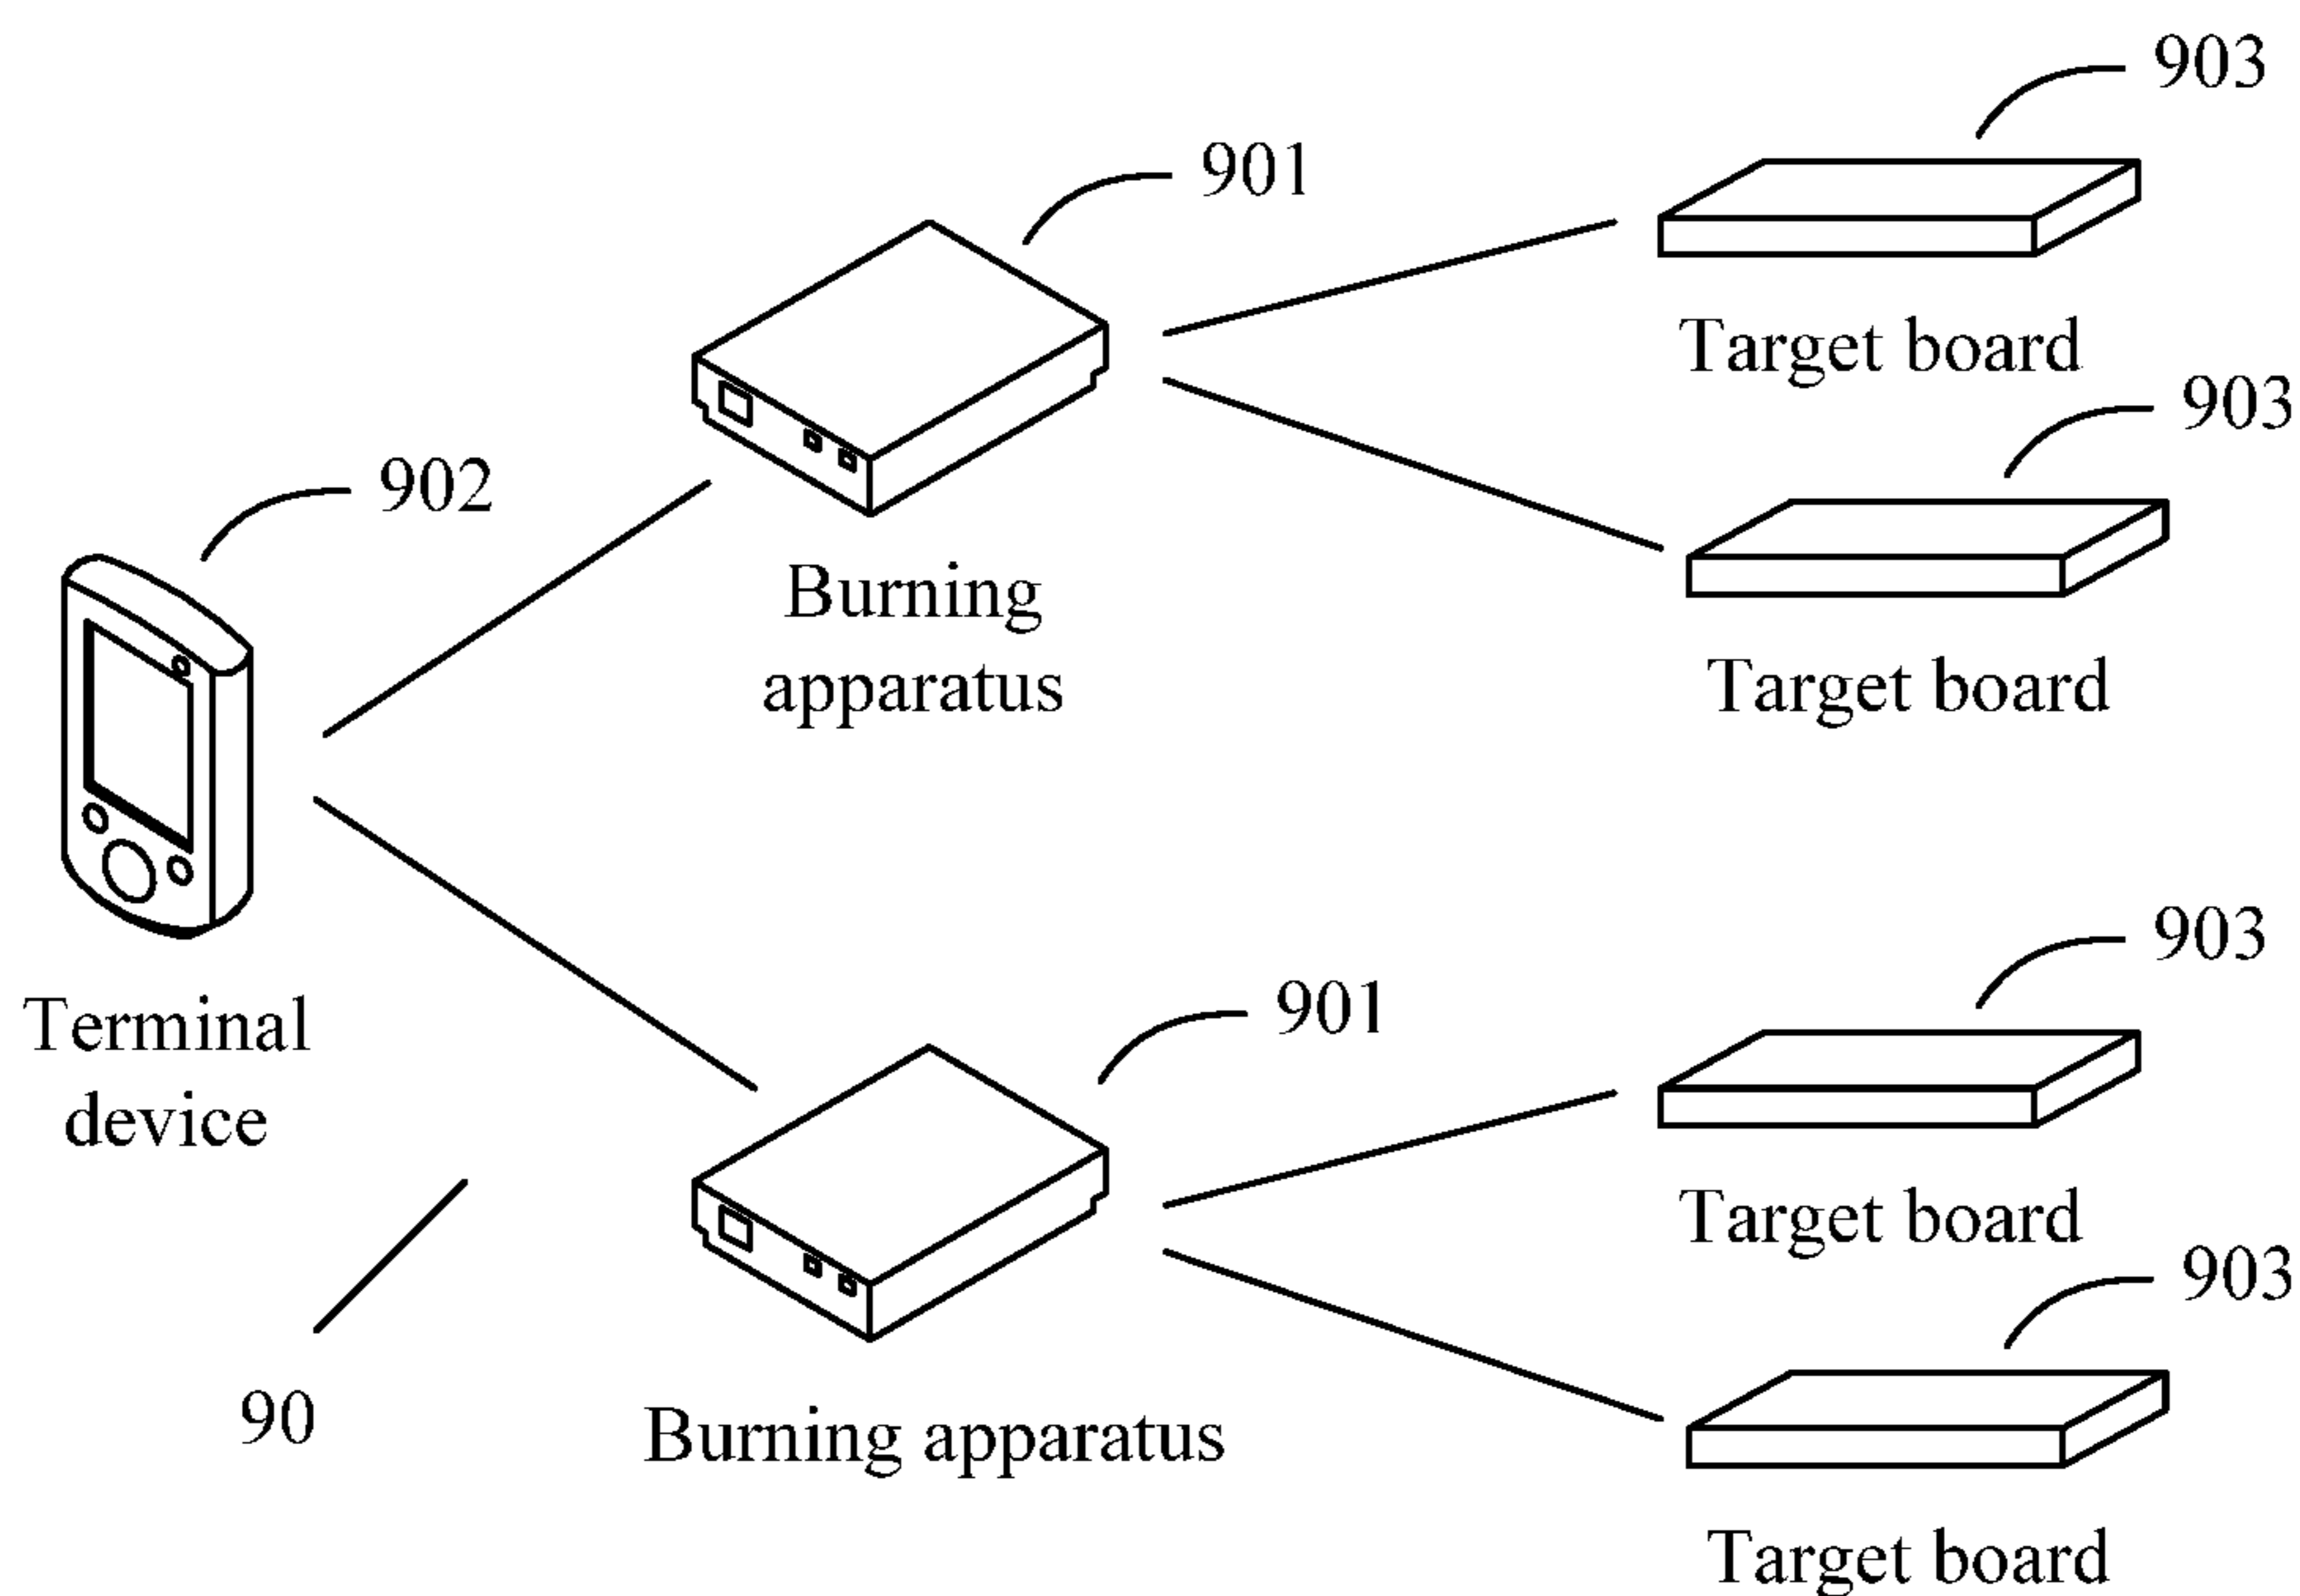 903
901
Target board
903
902
Burning
apparatus
Target board
903
901
Terminal
device
Target board
903
90
Burning apparatus
Target board